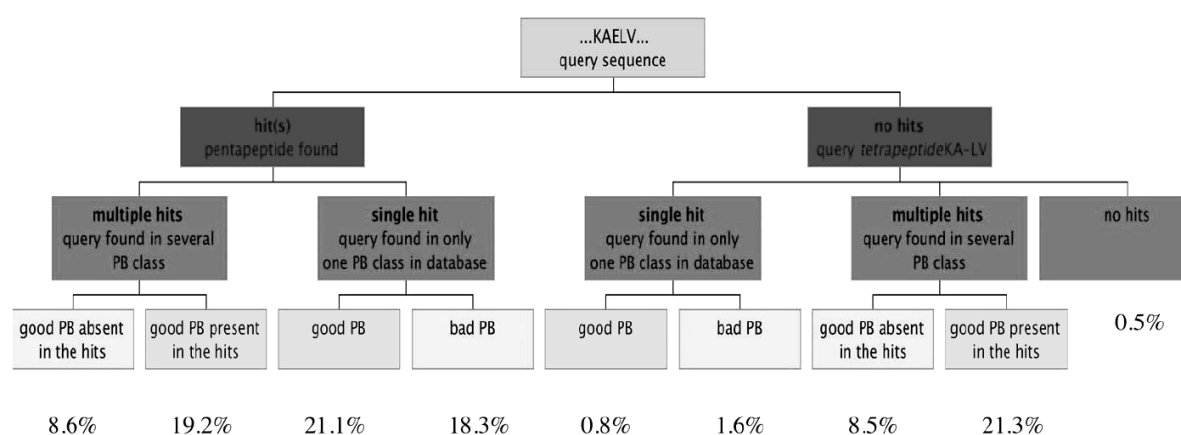 ...KAELV...
query sequence
hit(s)
pentapeptide found
no hits
query tetrapeptideKA-LV
multiple hits
query found in several
PB class
single hit
query found in only
one PB class in database
single hit
query found in only
one PB class in database
multiple hits
query found in several
PB class
no hits
good PB absent
in the hits
good PB present
in the hits
good PB
bad PB
good PB
bad PB
good PB absent
in the hits
good PB present
in the hits
0.5%
8.6%
19.2%
21.1%
18.3%
0.8%
1.6%
8.5%
21.3%